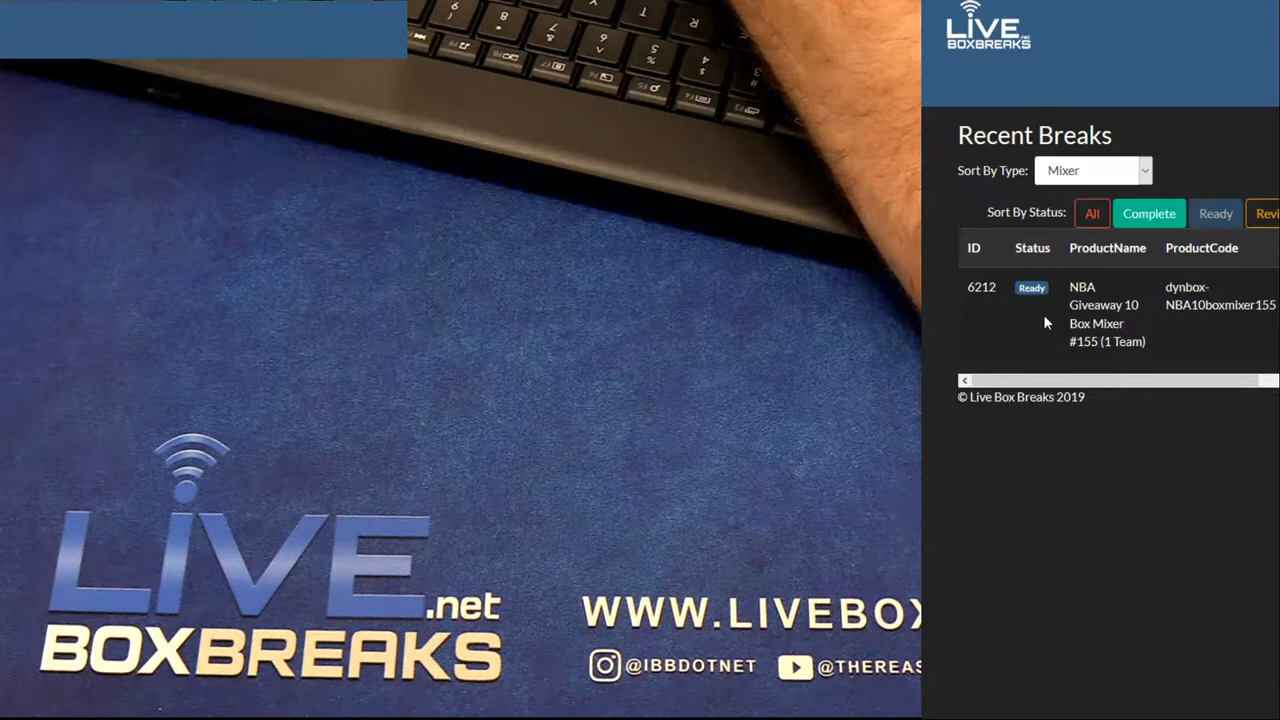 LIVE
.net
BOXBREAKS
WWW.LIVEBOX
@IBBDOTNET
LIVE
.net
BOXBREAKS
Recent Breaks
Sort By Type: Mixer
Sort By Status: All Complete Ready Revi
ID Status ProductName ProductCode
6212 Ready NBA dynbox-
Giveaway 10 NBA10boxmixer155
Box Mixer
#155 (1 Team)
© Live Box Breaks 2019